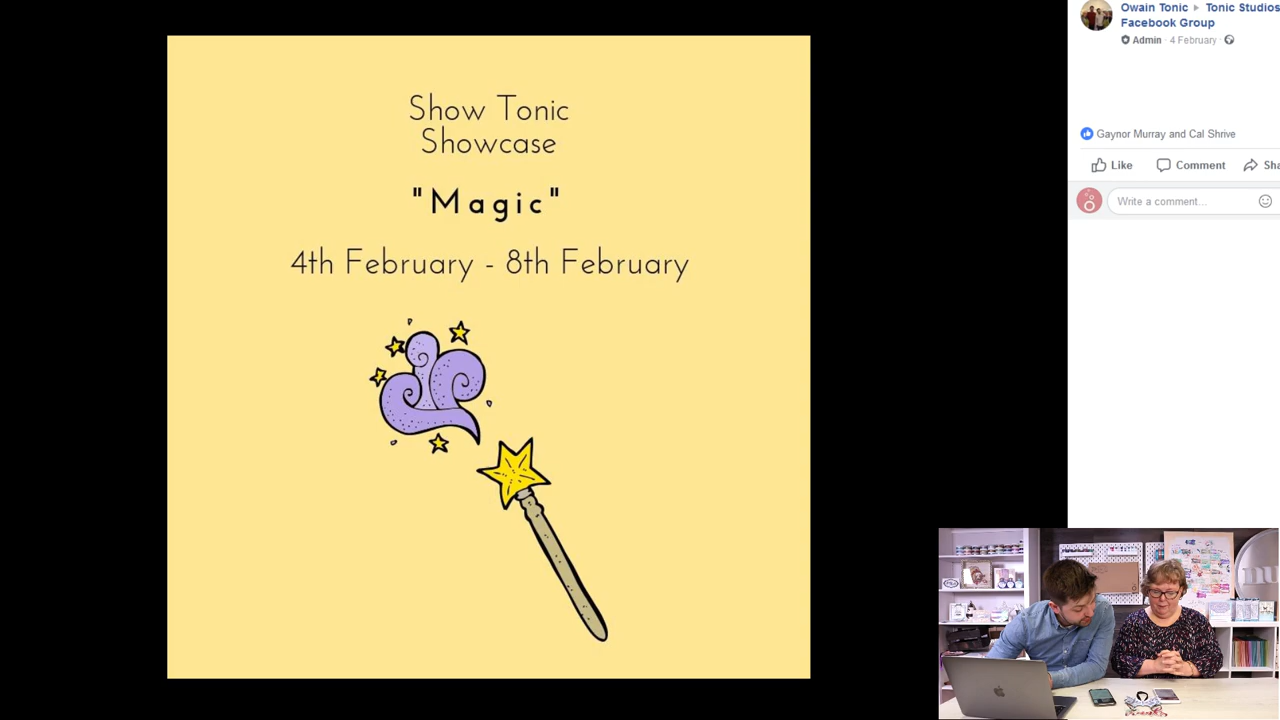 Show Tonic
Showcase
"Magic"
4th February - 8th February
Owain Tonic ▸ Tonic Studios
Facebook Group
Admin · 4 February ·
Gaynor Murray and Cal Shrive
Like Comment Sha
Write a comment...